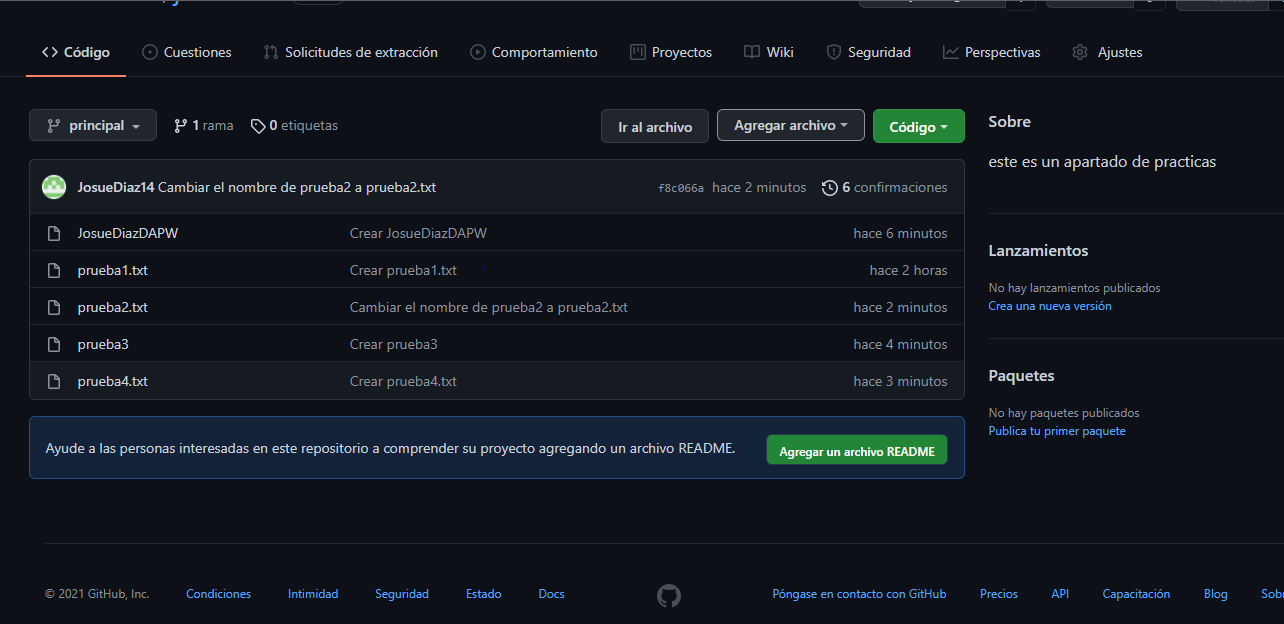 Código Cuestiones Solicitudes de extracción Comportamiento Proyectos Wiki Seguridad Perspectivas Ajustes
principal 1 rama 0 etiquetas Ir al archivo Agregar archivo Código
Sobre
este es un apartado de practicas
JosueDiaz14 Cambiar el nombre de prueba2 a prueba2.txt f8c066a hace 2 minutos 6 confirmaciones
JosueDiazDAPW Crear JosueDiazDAPW hace 6 minutos
prueba1.txt Crear prueba1.txt hace 2 horas
prueba2.txt Cambiar el nombre de prueba2 a prueba2.txt hace 2 minutos
prueba3 Crear prueba3 hace 4 minutos
prueba4.txt Crear prueba4.txt hace 3 minutos
Lanzamientos
No hay lanzamientos publicados
Crea una nueva versión
Paquetes
No hay paquetes publicados
Publica tu primer paquete
Ayude a las personas interesadas en este repositorio a comprender su proyecto agregando un archivo README. Agregar un archivo README
© 2021 GitHub, Inc. Condiciones Intimidad Seguridad Estado Docs Póngase en contacto con GitHub Precios API Capacitación Blog